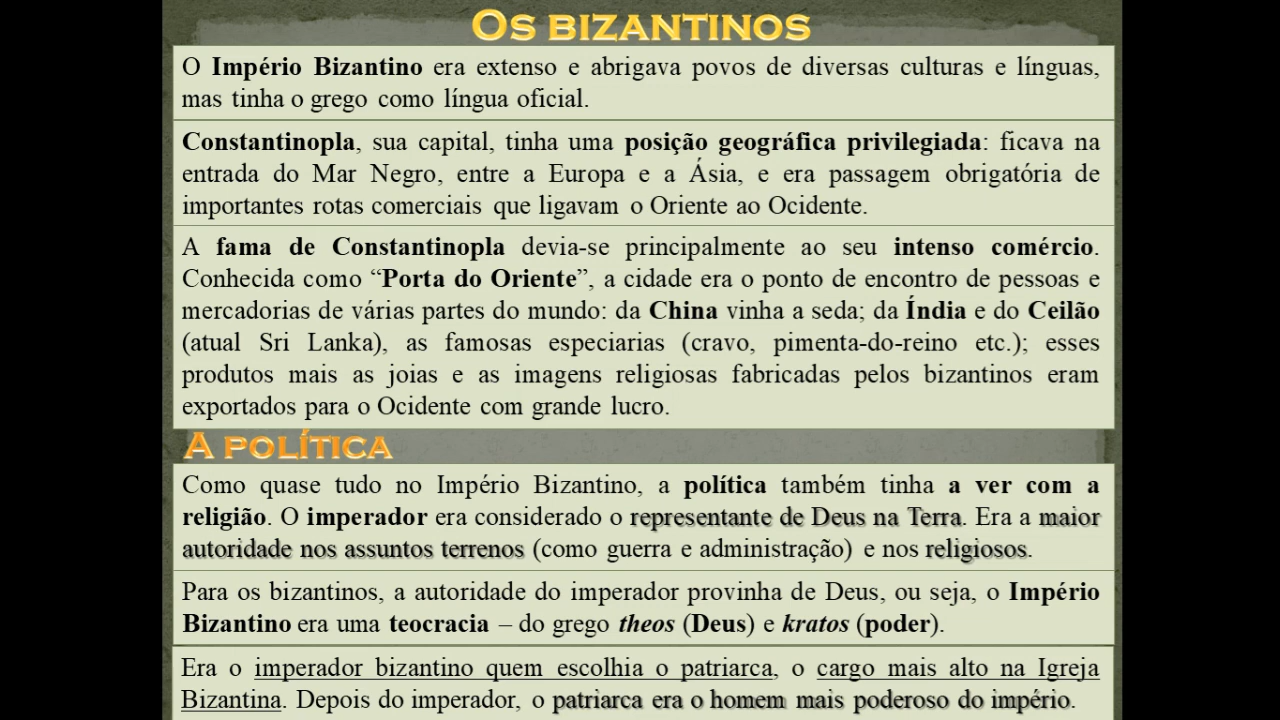 OS BIZANTINOS
O Império Bizantino era extenso e abrigava povos de diversas culturas e línguas,
mas tinha o grego como língua oficial.
Constantinopla, sua capital, tinha uma posição geográfica privilegiada: ficava na
entrada do Mar Negro, entre a Europa e a Ásia, e era passagem obrigatória de
importantes rotas comerciais que ligavam o Oriente ao Ocidente.
A fama de Constantinopla devia-se principalmente ao seu intenso comércio.
Conhecida como “Porta do Oriente”, a cidade era o ponto de encontro de pessoas e
mercadorias de várias partes do mundo: da China vinha a seda; da Índia e do Ceilão
(atual Sri Lanka), as famosas especiarias (cravo, pimenta-do-reino etc.); esses
produtos mais as joias e as imagens religiosas fabricadas pelos bizantinos eram
exportados para o Ocidente com grande lucro.
A POLÍTICA
Como quase tudo no Império Bizantino, a política também tinha a ver com a
religião. O imperador era considerado o representante de Deus na Terra. Era a maior
autoridade nos assuntos terrenos (como guerra e administração) e nos religiosos.
Para os bizantinos, a autoridade do imperador provinha de Deus, ou seja, o Império
Bizantino era uma teocracia – do grego theos (Deus) e kratos (poder).
Era o imperador bizantino quem escolhia o patriarca, o cargo mais alto na Igreja
Bizantina. Depois do imperador, o patriarca era o homem mais poderoso do império.